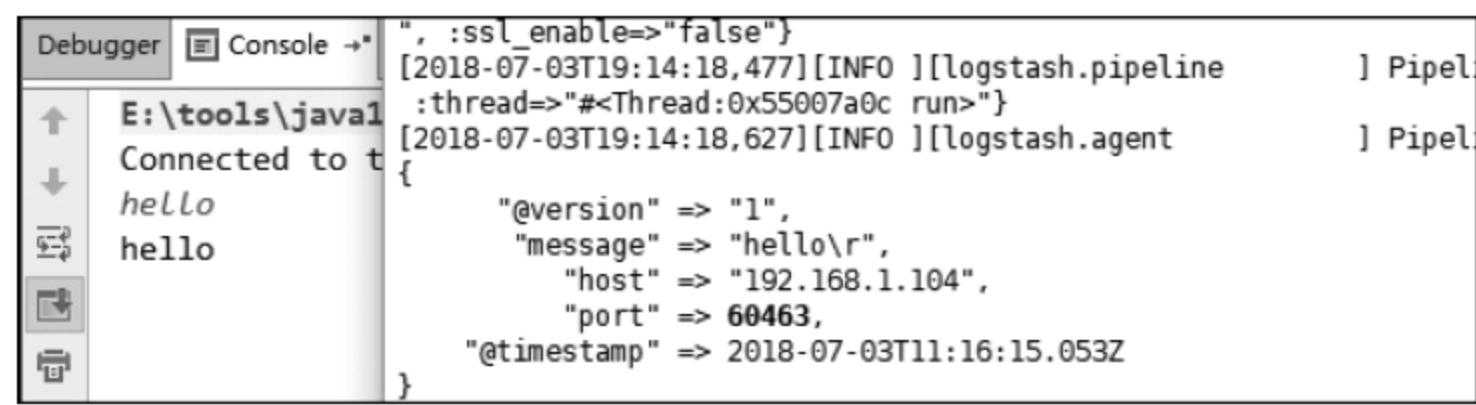 Debugger Console
E:\tools\java1
Connected to t
hello
hello
", :ssl_enable=>"false"}
[2018-07-03T19:14:18,477][INFO ][logstash.pipeline ] Pipel
:thread=>"#<Thread:0x55007a0c run>"}
[2018-07-03T19:14:18,627][INFO ][logstash.agent ] Pipel
{
"@version" => "1",
"message" => "hello\r",
"host" => "192.168.1.104",
"port" => 60463,
"@timestamp" => 2018-07-03T11:16:15.053Z
}